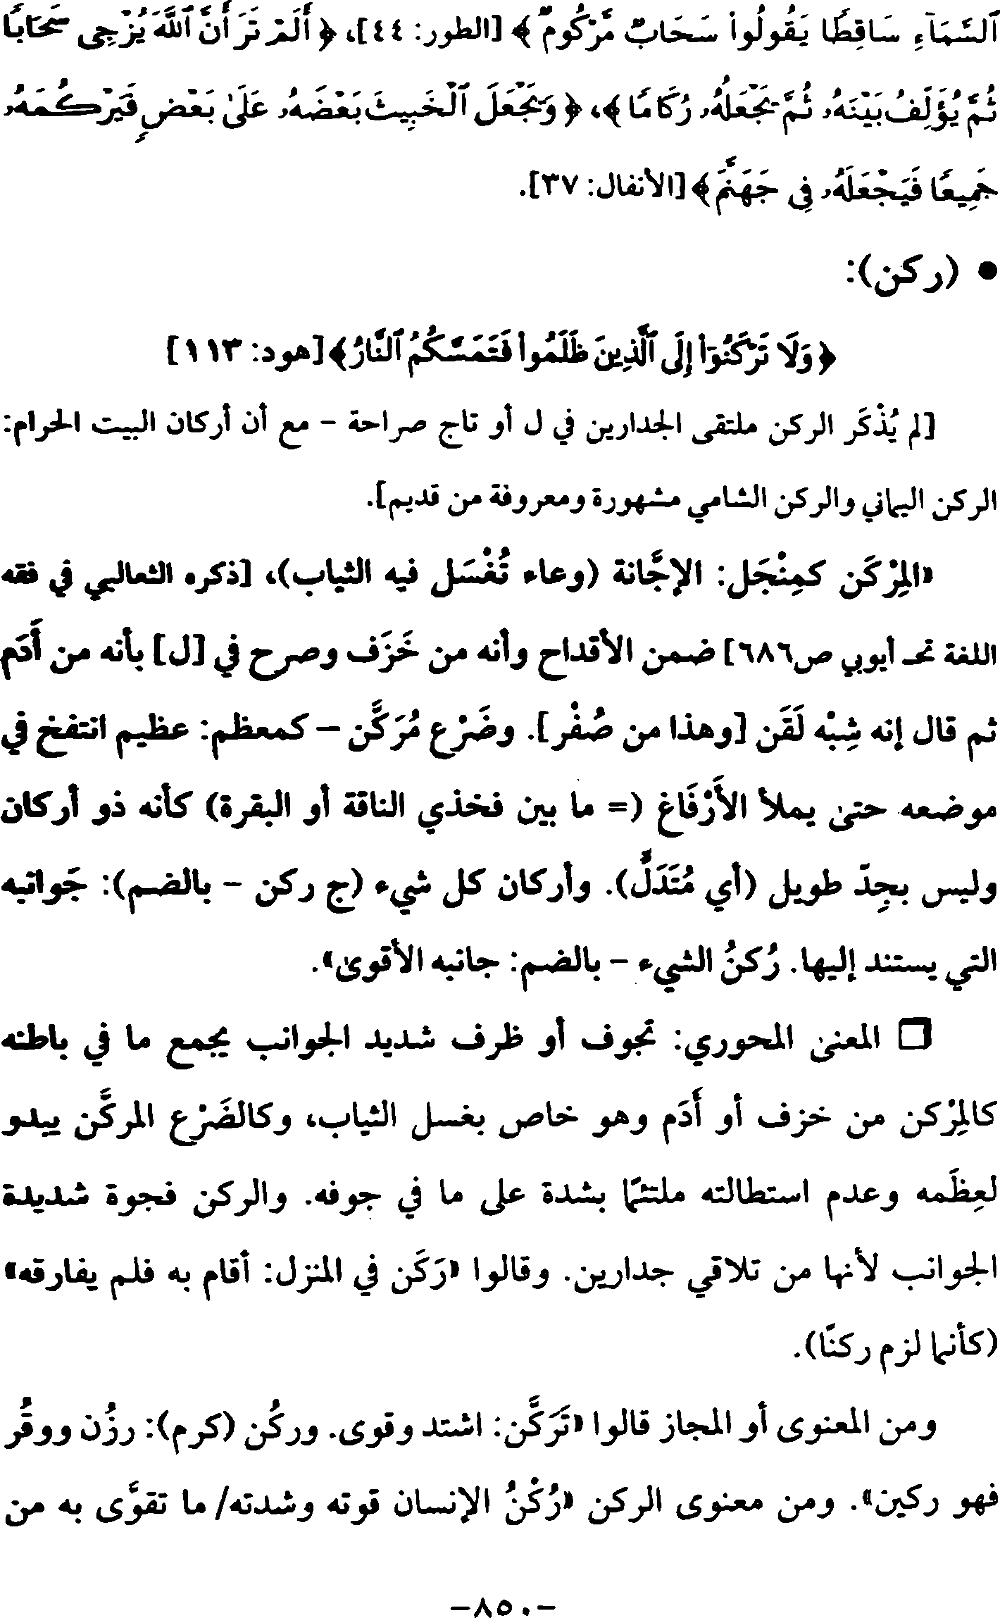 ٱلسَّمَآءِ سَاقِطًا يَقُولُوا۟ سَحَابٌ مَّرْكُومٌ ﴾ [الطور: ٤٤]، ﴿ أَلَمْ تَرَ أَنَّ ٱللَّهَ يُزْجِى سَحَابًا
ثُمَّ يُؤَلِّفُ بَيْنَهُۥ ثُمَّ يَجْعَلُهُۥ رُكَامًا ﴾، ﴿ وَيَجْعَلَ ٱلْخَبِيثَ بَعْضَهُۥ عَلَىٰ بَعْضٍ فَيَرْكُمَهُۥ
جَمِيعًا فَيَجْعَلَهُۥ فِى جَهَنَّمَ ﴾ [الأنفال: ٣٧].
• (ركن):
﴿ وَلَا تَرْكَنُوٓا۟ إِلَى ٱلَّذِينَ ظَلَمُوا۟ فَتَمَسَّكُمُ ٱلنَّارُ ﴾ [هود: ١١٣]
[لم يُذْكَر الركن ملتقى الجدارين في ل أو تاج صراحة – مع أن أركان البيت الحرام:
الركن اليماني والركن الشامي مشهورة ومعروفة من قديم].
«المِرْكَن كمِنْجَل: الإجَّانة (وعاء تُغْسَل فيه الثياب)، [ذكره الثعالبي في فقه
اللغة تحـ أيوبي ص٦٨٦] ضمن الأقداح وأنه من خَزَف وصرح في [ل] بأنه من أَدَم
ثم قال إنه شِبْه لَقَن [وهذا من صُفْر]. وضَرْع مُرَكَّن – كمعظم: عظيم انتفخ في
موضعه حتىٰ يملأ الأَرْفَاغ (= ما بين فخذي الناقة أو البقرة) كأنه ذو أركان
وليس بجِدّ طويل (أي مُتَدَلٍّ). وأركان كل شيء (ج ركن – بالضم): جَوانبه
التي يستند إليها. رُكنُ الشيء – بالضم: جانبه الأقوىٰ».
□ المعنىٰ المحوري: تجوف أو ظرف شديد الجوانب يجمع ما في باطنه
كالمِرْكن من خزف أو أَدَم وهو خاص بغسل الثياب، وكالضَرْع المركَّن يبدو
لعِظَمه وعدم استطالته ملتئمًا بشدة على ما في جوفه. والركن فجوة شديدة
الجوانب لأنها من تلاقي جدارين. وقالوا «رَكَن في المنزل: أقام به فلم يفارقه»
(كأنما لزم ركنًا).
ومن المعنوى أو المجاز قالوا «تَرَكَّن: اشتد وقوى. وركُن (كرم): رزُن ووقُر
فهو ركين». ومن معنوى الركن «رُكْنُ الإنسان قوته وشدته/ ما تقوَّى به من
–٨٥٠–